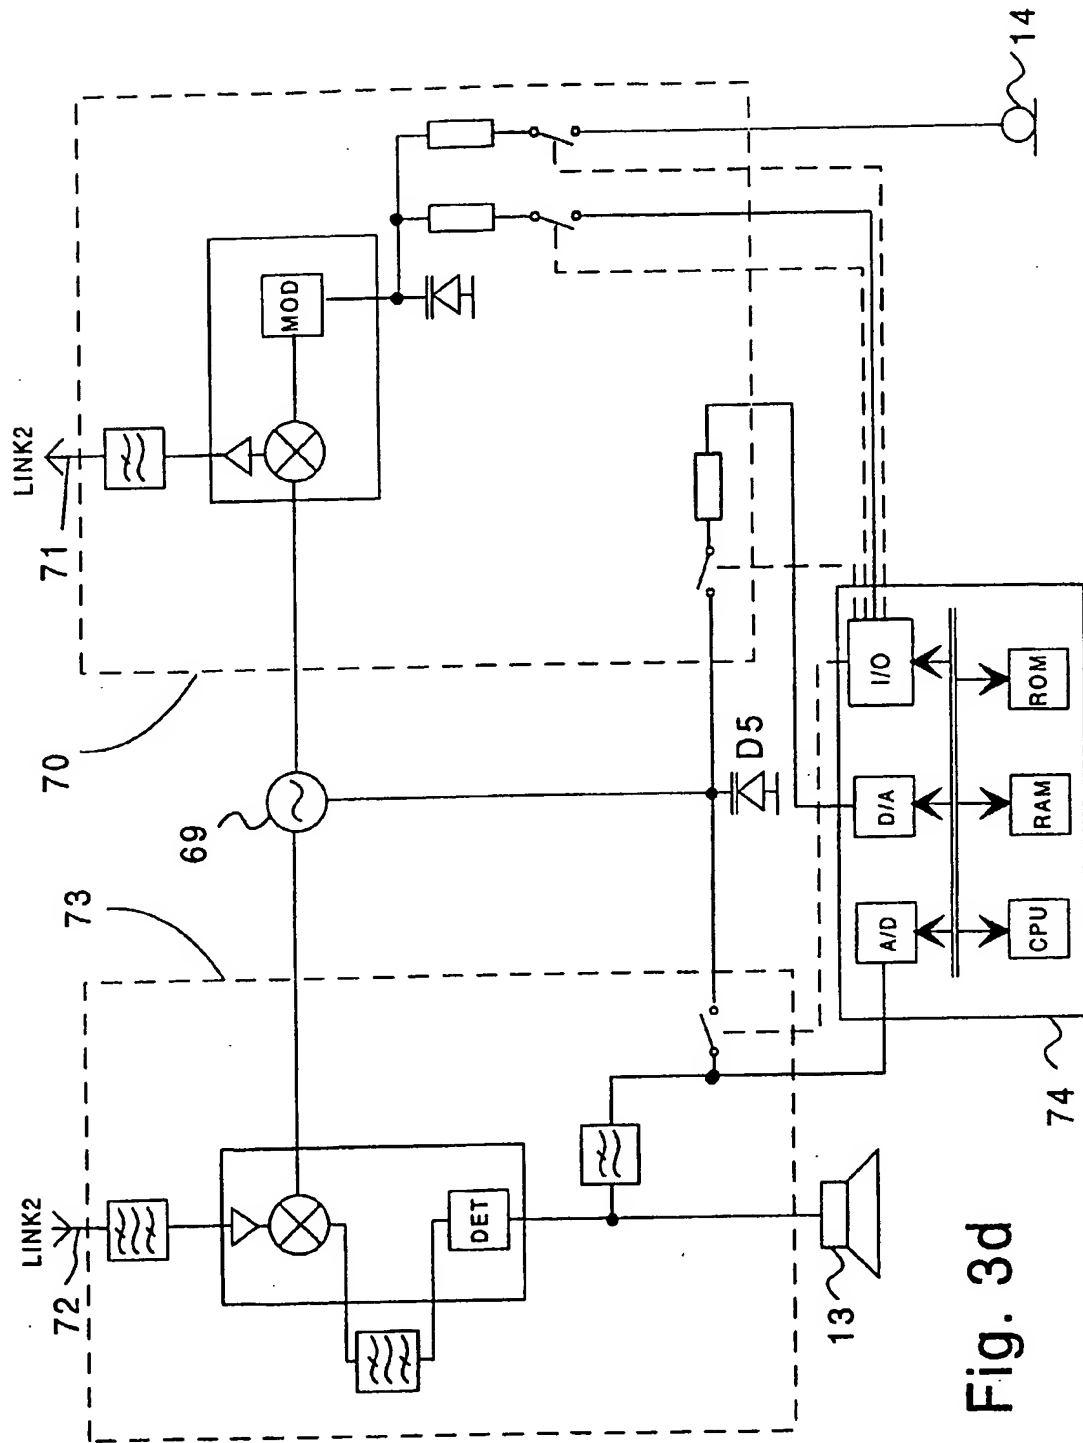 LINK2
72
73
69
70
LINK2
71
MOD
DET
D5
13
A/D
D/A
I/O
CPU
RAM
ROM
74
14
Fig. 3d